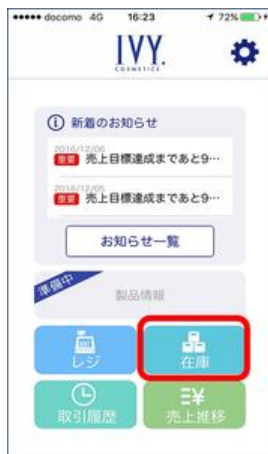 docomo 4G 16:23 72%
IVY.
COSMETICS
新着のお知らせ
2016/12/06
重要 売上目標達成まであと9…
2016/12/05
重要 売上目標達成まであと9…
お知らせ一覧
準備中
製品情報
レジ
在庫
取引履歴
売上推移